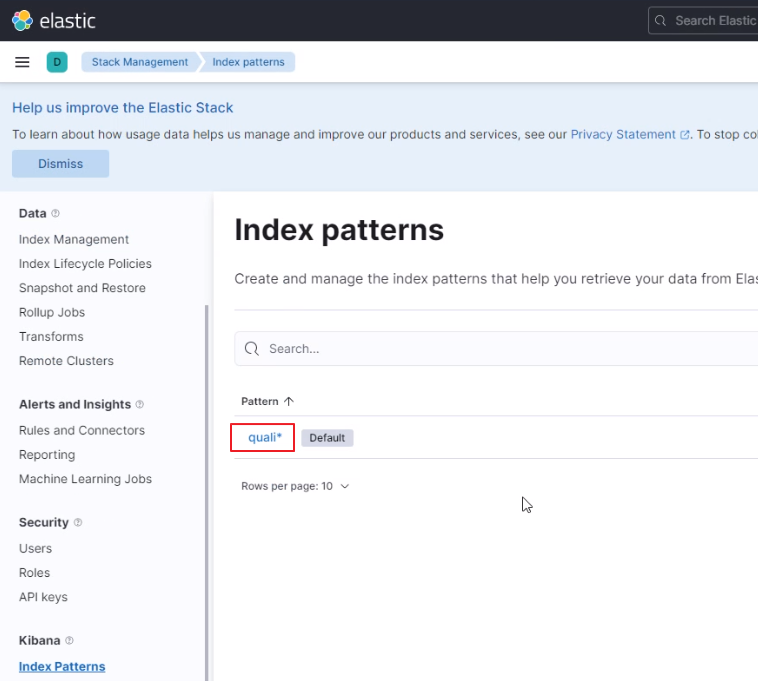 elastic
Search Elastic
D
Stack Management
Index patterns
Help us improve the Elastic Stack
To learn about how usage data helps us manage and improve our products and services, see our Privacy Statement. To stop
Dismiss
Data
Index Management
Index Lifecycle Policies
Snapshot and Restore
Rollup Jobs
Transforms
Remote Clusters
Alerts and Insights
Rules and Connectors
Reporting
Machine Learning Jobs
Security
Users
Roles
API keys
Kibana
Index Patterns
Index patterns
Create and manage the index patterns that help you retrieve your data from
Search...
Pattern ↑
quali* Default
Rows per page: 10